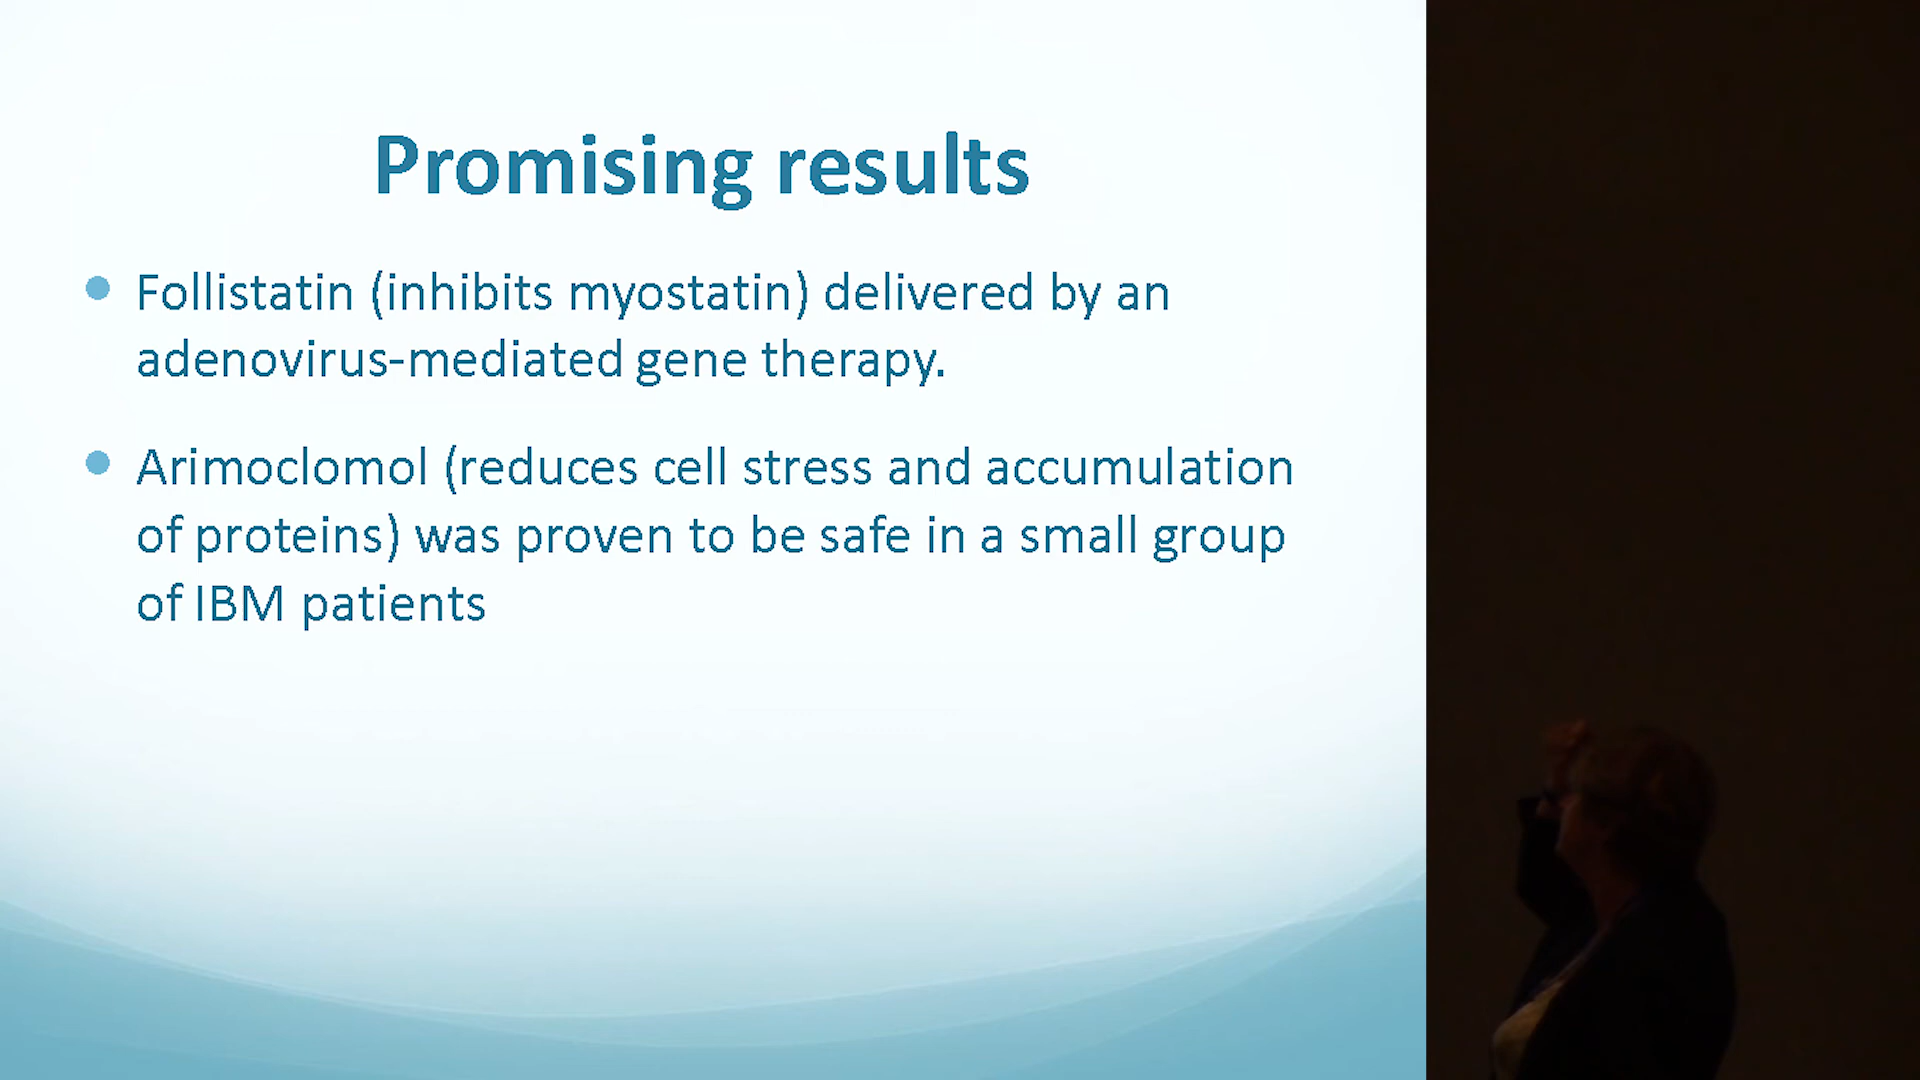 Promising results
Follistatin (inhibits myostatin) delivered by an
adenovirus-mediated gene therapy.
Arimoclomol (reduces cell stress and accumulation
of proteins) was proven to be safe in a small group
of IBM patients